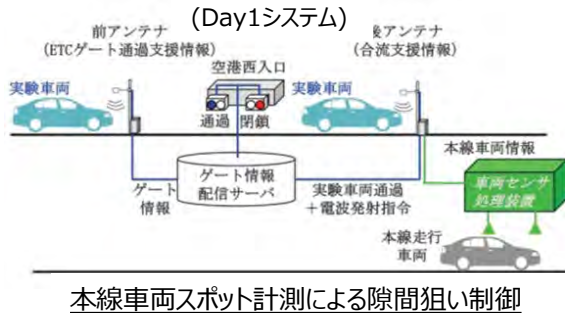 (Day1システム)
前アンテナ
(ETCゲート通過支援情報)
後アンテナ
(合流支援情報)
空港西入口
実験車両
実験車両
通過 閉鎖
本線車両情報
ゲート
情報
ゲート情報
配信サーバ
実験車両通過
+電波発射指令
車両センサ
処理装置
本線走行
車両
本線車両スポット計測による隙間狙い制御